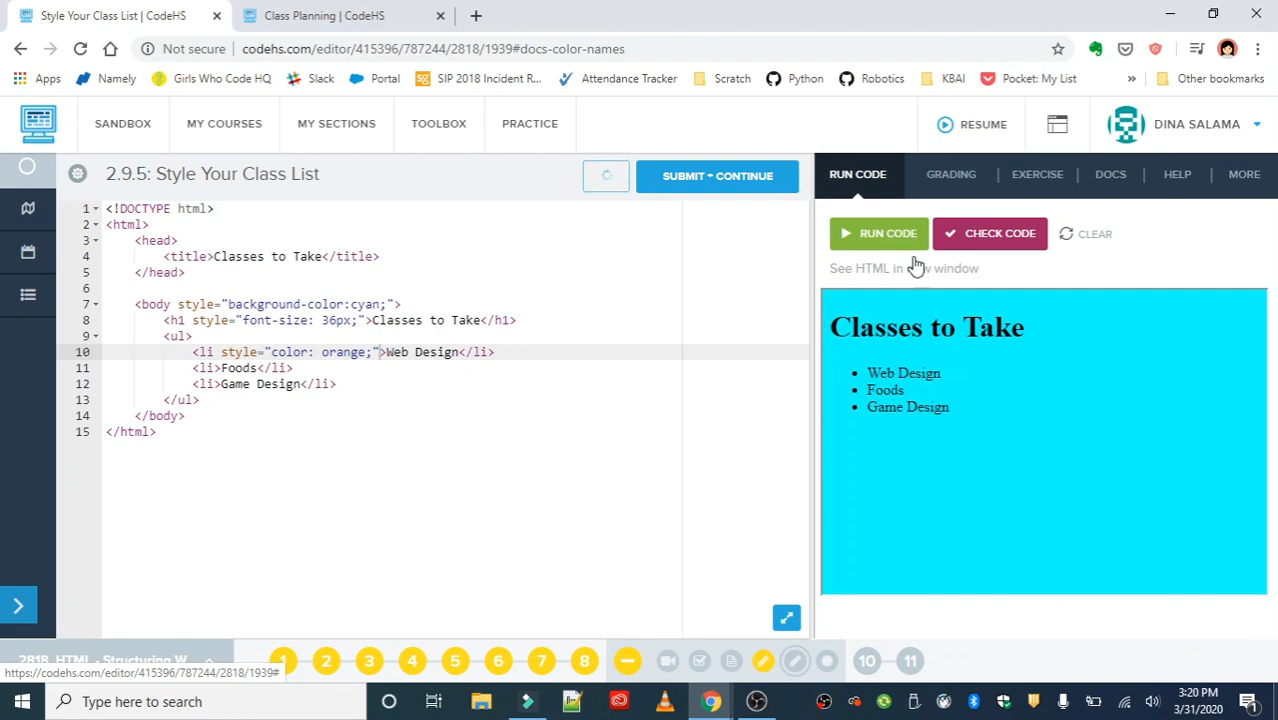 Style Your Class List | CodeHS
Class Planning | CodeHS
Not secure
codehs.com/editor/415396/787244/2818/1939#docs-color-names
Apps
Namely
Girls Who Code HQ
Slack
Portal
SIP 2018 Incident R...
Attendance Tracker
Scratch
Python
Robotics
KBAI
Pocket: My List
»
Other bookmarks
SANDBOX
MY COURSES
MY SECTIONS
TOOLBOX
PRACTICE
RESUME
DINA SALAMA
2.9.5: Style Your Class List
SUBMIT + CONTINUE
RUN CODE
GRADING
EXERCISE
DOCS
HELP
MORE
RUN CODE
CHECK CODE
CLEAR
See HTML in window
1 <!DOCTYPE html>
2 <html>
3 <head>
4 <title>Classes to Take</title>
5 </head>
6
7 <body style="background-color:cyan;">
8 <h1 style="font-size: 36px;">Classes to Take</h1>
9 <ul>
10 <li style="color: orange;">Web Design</li>
11 <li>Foods</li>
12 <li>Game Design</li>
13 </ul>
14 </body>
15 </html>
Classes to Take
• Web Design
• Foods
• Game Design
1 2 3 4 5 6 7 8 10 11
https://codehs.com/editor/415396/787244/2818/1939#
Type here to search
3:20 PM
3/31/2020
1